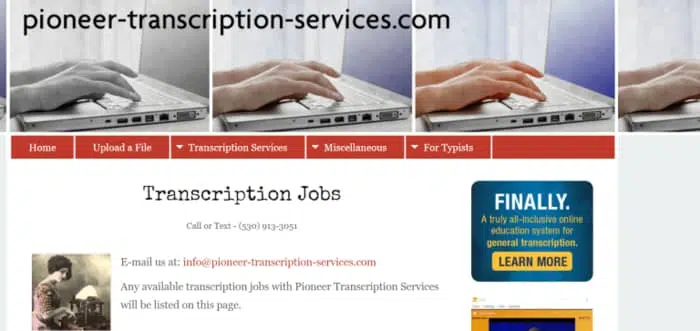 pioneer-transcription-services.com
Home Upload a File Transcription Services Miscellaneous For Typists
Transcription Jobs
Call or Text - (530) 913-3051
E-mail us at: info@pioneer-transcription-services.com
Any available transcription jobs with Pioneer Transcription Services
will be listed on this page.
FINALLY.
A truly all-inclusive online
education system for
general transcription.
LEARN MORE